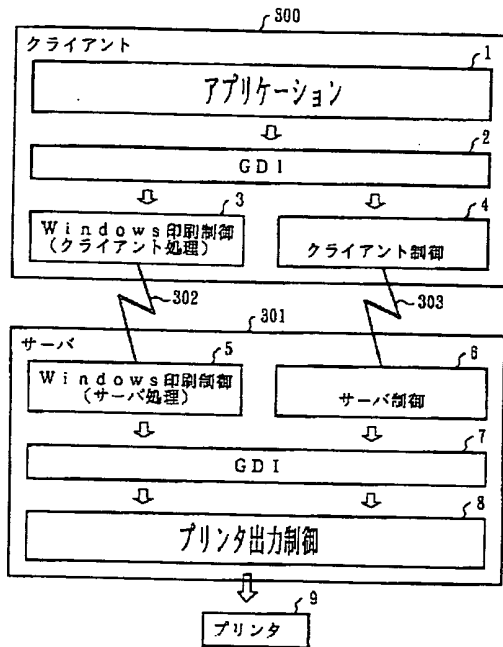 300
クライアント
1
アプリケーション
2
GDI
3
4
Windows印刷制御
(クライアント処理)
クライアント制御
302
303
301
サーバ
5
6
Windows印刷制御
(サーバ処理)
サーバ制御
7
GDI
8
プリンタ出力制御
9
プリンタ